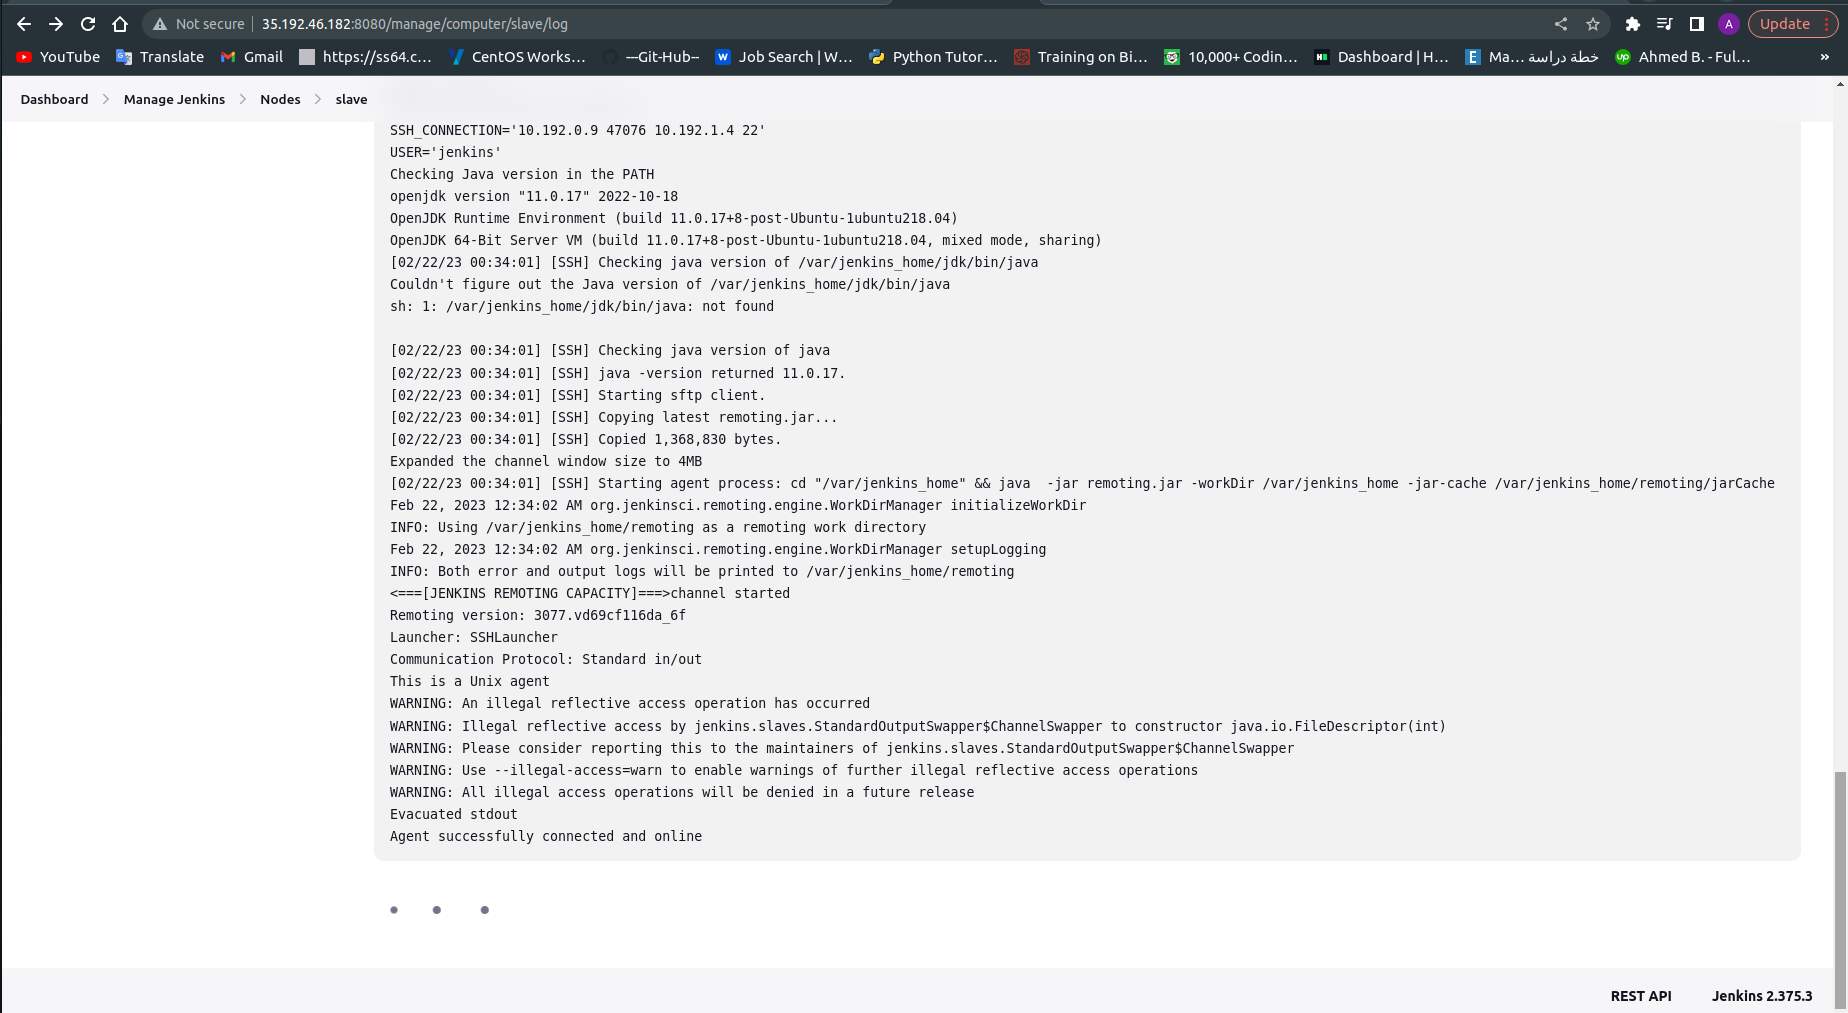 Not secure | 35.192.46.182:8080/manage/computer/slave/log
A
Update
YouTube
Translate
Gmail
https://ss64.c...
CentOS Works...
---Git-Hub--
Job Search | W...
Python Tutor...
Training on Bi...
10,000+ Codin...
Dashboard | H...
Ma... خطة دراسة
Ahmed B. - Ful...
»
Dashboard > Manage Jenkins > Nodes > slave
SSH_CONNECTION='10.192.0.9 47076 10.192.1.4 22'
USER='jenkins'
Checking Java version in the PATH
openjdk version "11.0.17" 2022-10-18
OpenJDK Runtime Environment (build 11.0.17+8-post-Ubuntu-1ubuntu218.04)
OpenJDK 64-Bit Server VM (build 11.0.17+8-post-Ubuntu-1ubuntu218.04, mixed mode, sharing)
[02/22/23 00:34:01] [SSH] Checking java version of /var/jenkins_home/jdk/bin/java
Couldn't figure out the Java version of /var/jenkins_home/jdk/bin/java
sh: 1: /var/jenkins_home/jdk/bin/java: not found
[02/22/23 00:34:01] [SSH] Checking java version of java
[02/22/23 00:34:01] [SSH] java -version returned 11.0.17.
[02/22/23 00:34:01] [SSH] Starting sftp client.
[02/22/23 00:34:01] [SSH] Copying latest remoting.jar...
[02/22/23 00:34:01] [SSH] Copied 1,368,830 bytes.
Expanded the channel window size to 4MB
[02/22/23 00:34:01] [SSH] Starting agent process: cd "/var/jenkins_home" && java  -jar remoting.jar -workDir /var/jenkins_home -jar-cache /var/jenkins_home/remoting/jarCache
Feb 22, 2023 12:34:02 AM org.jenkinsci.remoting.engine.WorkDirManager initializeWorkDir
INFO: Using /var/jenkins_home/remoting as a remoting work directory
Feb 22, 2023 12:34:02 AM org.jenkinsci.remoting.engine.WorkDirManager setupLogging
INFO: Both error and output logs will be printed to /var/jenkins_home/remoting
<===[JENKINS REMOTING CAPACITY]===>channel started
Remoting version: 3077.vd69cf116da_6f
Launcher: SSHLauncher
Communication Protocol: Standard in/out
This is a Unix agent
WARNING: An illegal reflective access operation has occurred
WARNING: Illegal reflective access by jenkins.slaves.StandardOutputSwapper$ChannelSwapper to constructor java.io.FileDescriptor(int)
WARNING: Please consider reporting this to the maintainers of jenkins.slaves.StandardOutputSwapper$ChannelSwapper
WARNING: Use --illegal-access=warn to enable warnings of further illegal reflective access operations
WARNING: All illegal access operations will be denied in a future release
Evacuated stdout
Agent successfully connected and online
REST API
Jenkins 2.375.3